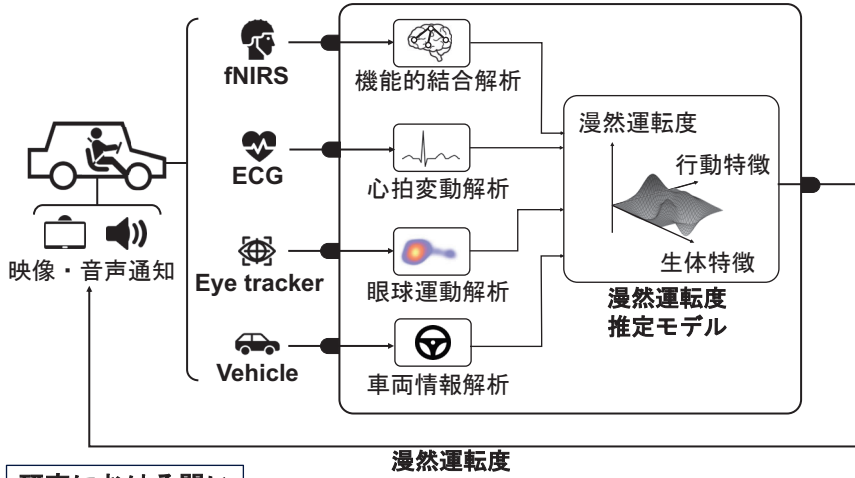 fNIRS
機能的結合解析
ECG
心拍変動解析
Eye tracker
眼球運動解析
Vehicle
車両情報解析
映像・音声通知
漫然運転度
行動特徴
生体特徴
漫然運転度
推定モデル
漫然運転度